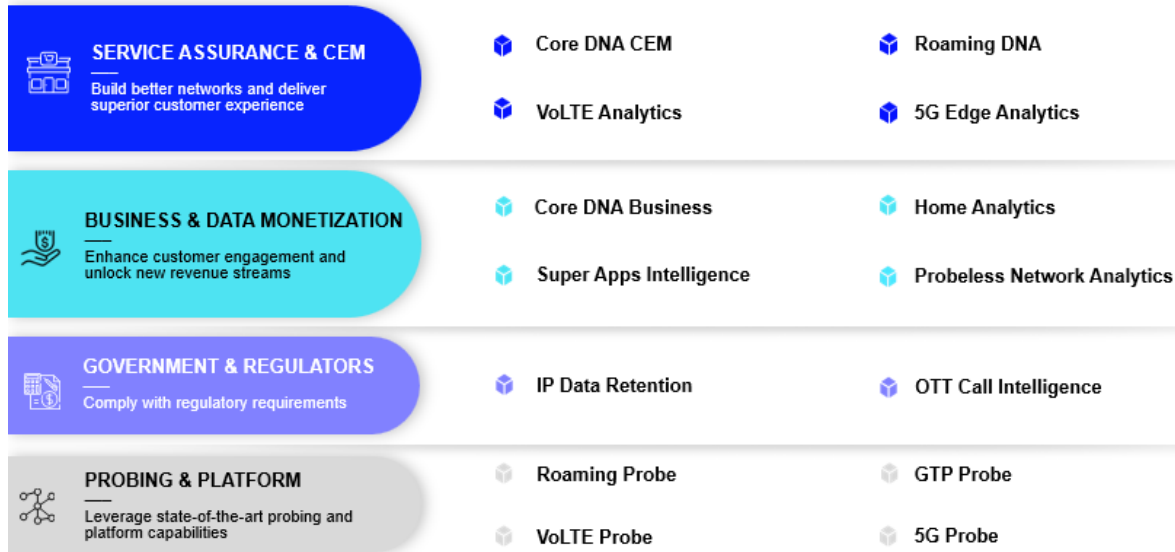 SERVICE ASSURANCE & CEM
Build better networks and deliver
superior customer experience
Core DNA CEM
Roaming DNA
VoLTE Analytics
5G Edge Analytics
BUSINESS & DATA MONETIZATION
Enhance customer engagement and
unlock new revenue streams
Core DNA Business
Home Analytics
Super Apps Intelligence
Probeless Network Analytics
GOVERNMENT & REGULATORS
Comply with regulatory requirements
IP Data Retention
OTT Call Intelligence
PROBING & PLATFORM
Leverage state-of-the-art probing and
platform capabilities
Roaming Probe
GTP Probe
VoLTE Probe
5G Probe